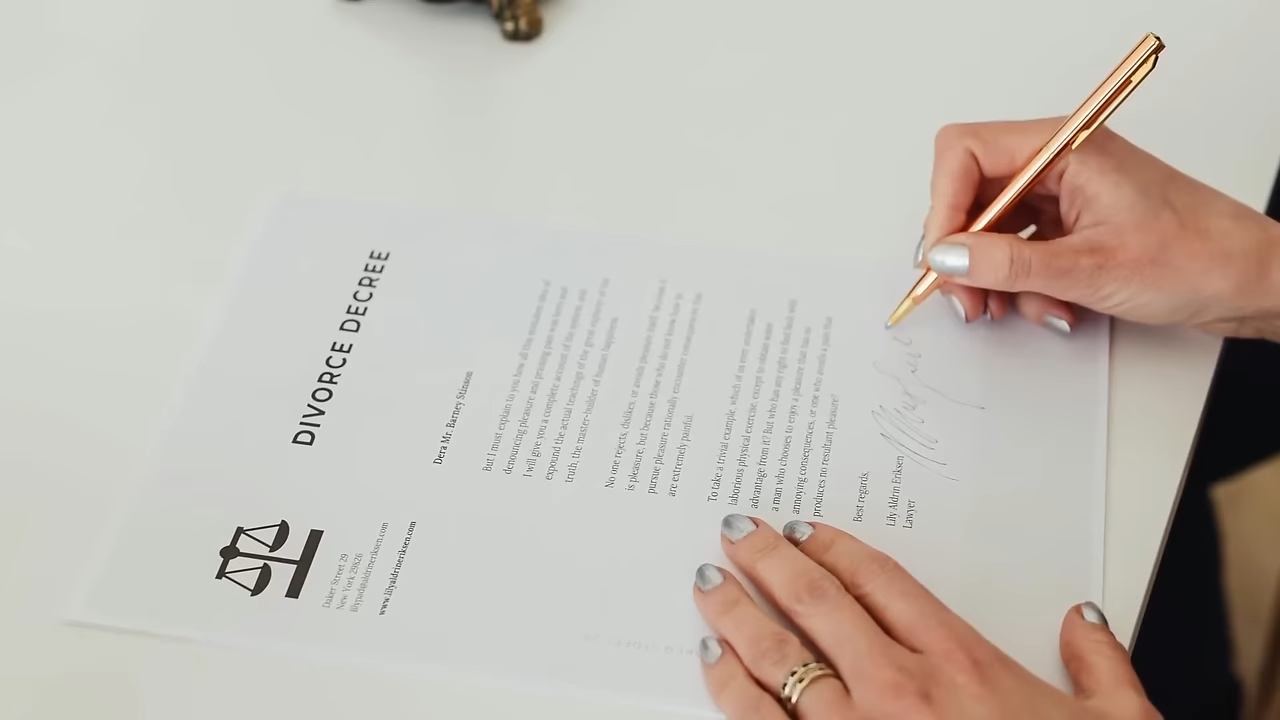 DIVORCE DECREE
Daker Street 29
New York 29826
lilypad@aldrineriksen.com
www.lilyaldrineriksen.com
Dera Mr. Barney Stinson
But I must explain to you how all this mistaken idea of
denouncing pleasure and praising pain was born and
I will give you a complete account of the system, and
expound the actual teachings of the great explorer of the
truth, the master-builder of human happiness
No one rejects, dislikes, or avoids pleasure itself, because it
is pleasure, but because those who do not know how to
pursue pleasure rationally encounter consequences that
are extremely painful.
To take a trivial example, which of us ever undertakes
laborious physical exercise, except to obtain some
advantage from it? But who has any right to find fault with
a man who chooses to enjoy a pleasure that has no
annoying consequences, or one who avoids a pain that
produces no resultant pleasure?
Best regards,
Lily Aldrin Eriksen
Lawyer